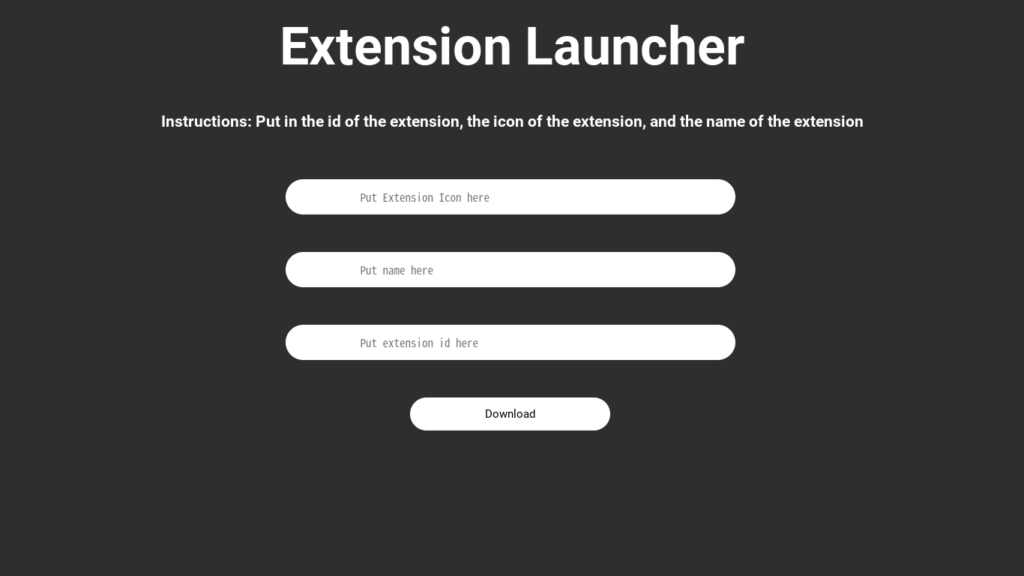 Extension Launcher
Instructions: Put in the id of the extension, the icon of the extension, and the name of the extension
Put Extension Icon here
Put name here
Put extension id here
Download